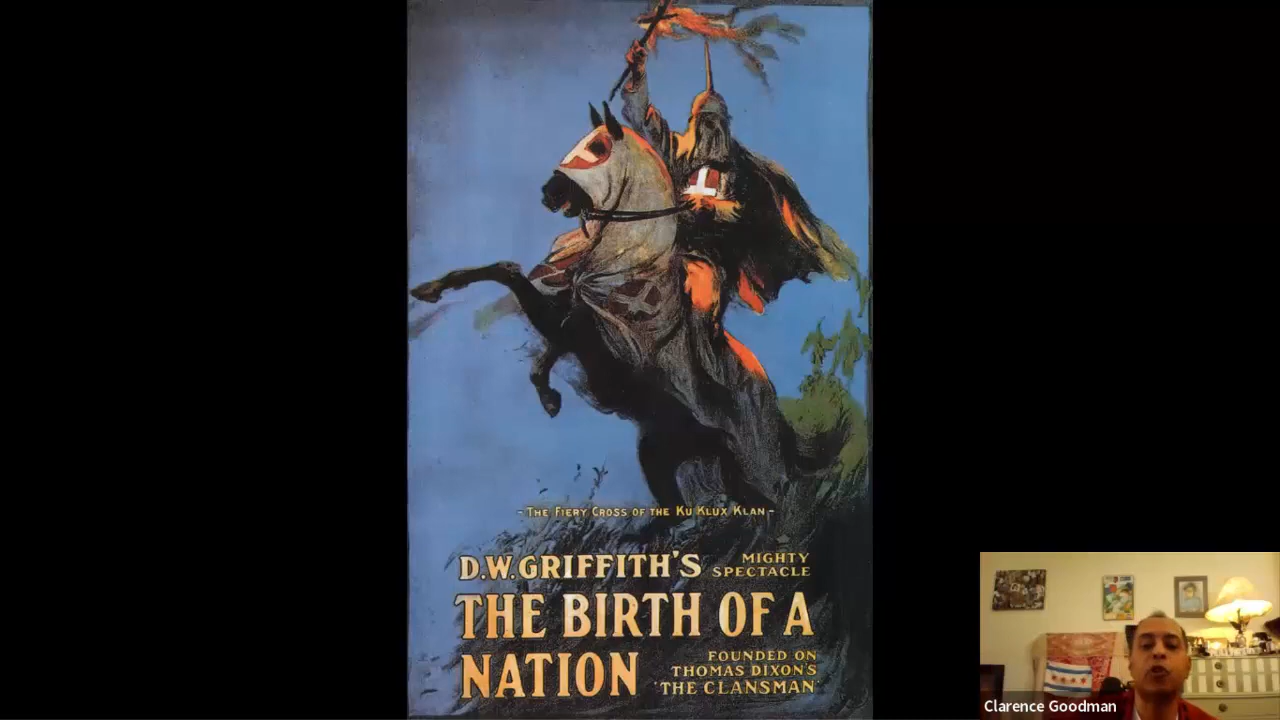 -THE FIERY CROSS OF THE KU KLUX KLAN-
D.W. GRIFFITH'S
MIGHTY
SPECTACLE
THE BIRTH OF A
NATION
FOUNDED ON
THOMAS DIXON'S
'THE CLANSMAN'
Clarence Goodman